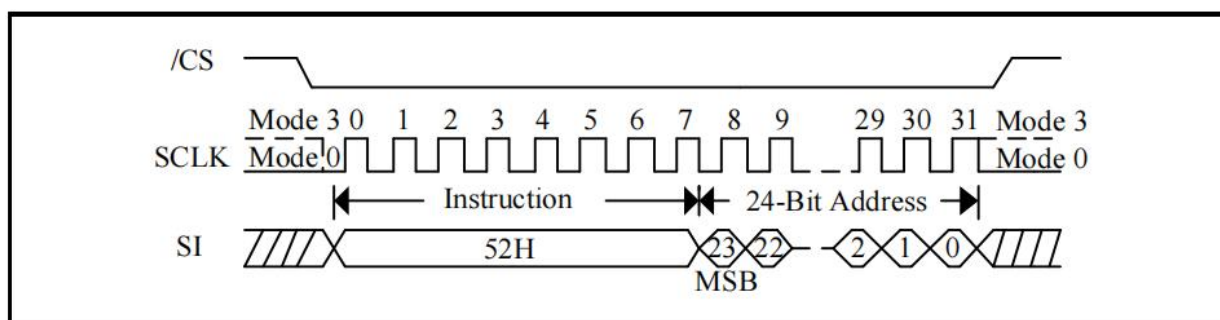 /CS
Mode 3 0 1 2 3 4 5 6 7 8 9 29 30 31 Mode 3
SCLK Mode 0 Mode 0
Instruction 24-Bit Address
SI 52H 23 22 2 1 0
MSB